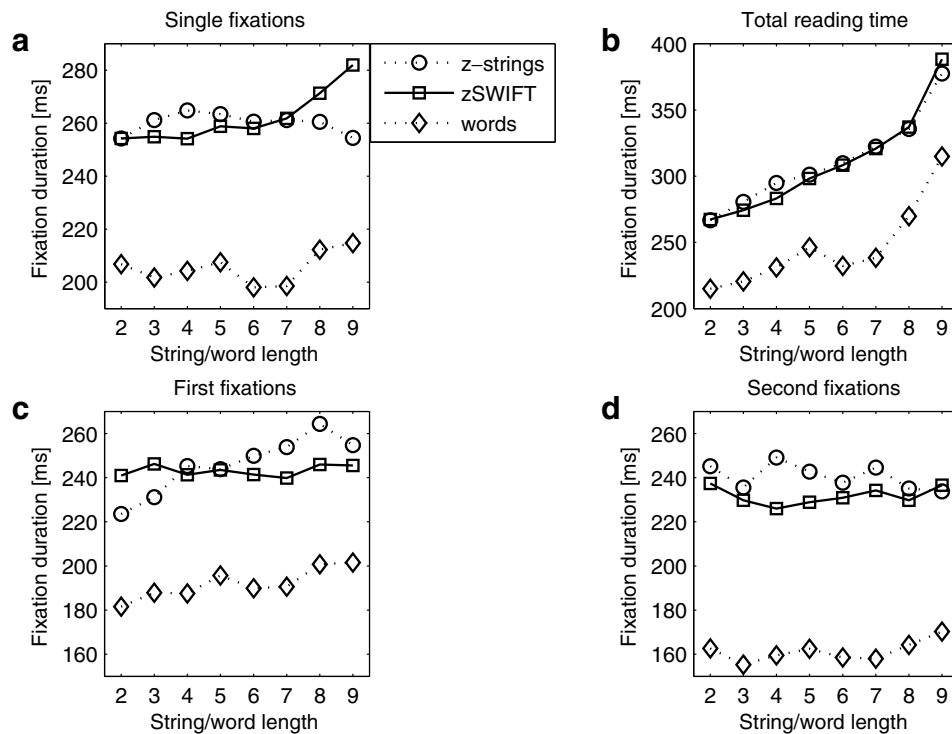 Single fixations
a
280
260
240
220
200
2 3 4 5 6 7 8 9
String/word length
Fixation duration [ms]
z−strings
zSWIFT
words
Total reading time
b
400
350
300
250
200
2 3 4 5 6 7 8 9
String/word length
Fixation duration [ms]
First fixations
c
260
240
220
200
180
160
2 3 4 5 6 7 8 9
String/word length
Fixation duration [ms]
Second fixations
d
260
240
220
200
180
160
2 3 4 5 6 7 8 9
String/word length
Fixation duration [ms]